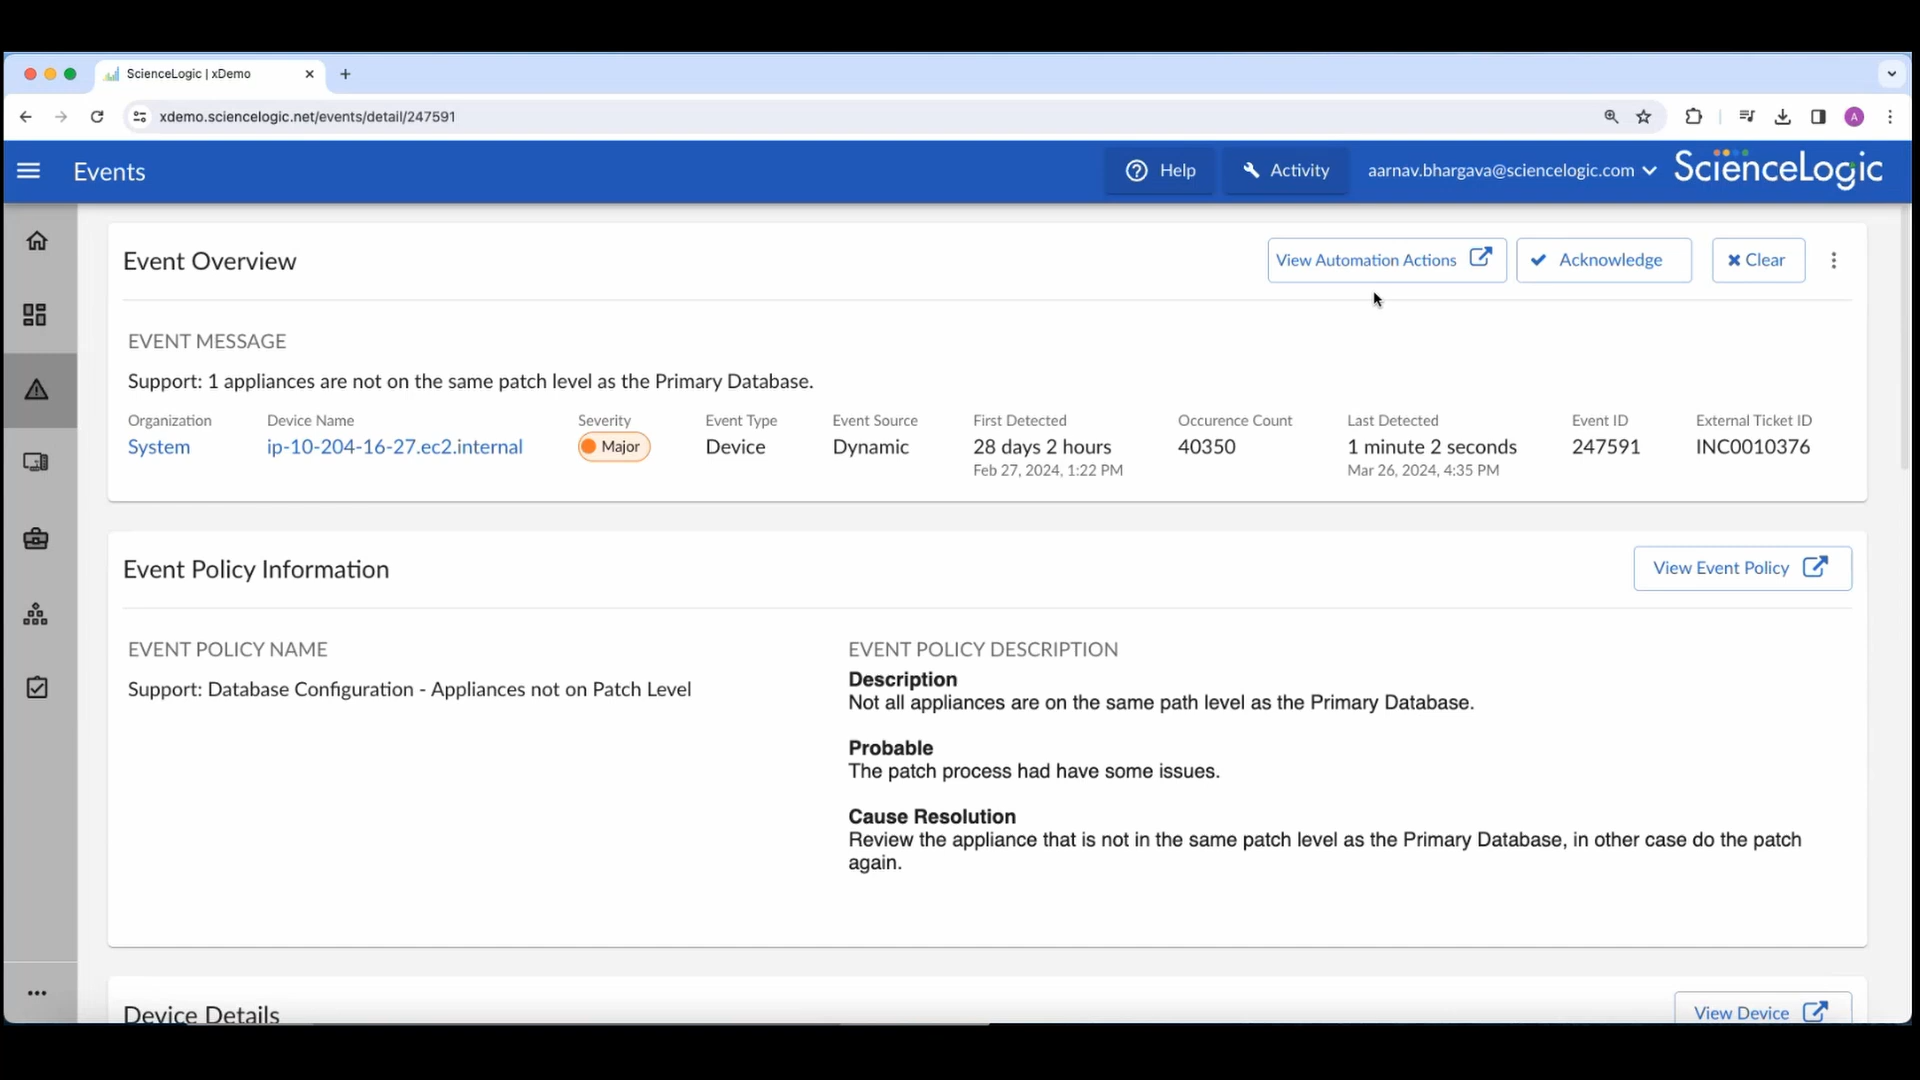 ScienceLogic | xDemo
xdemo.sciencelogic.net/events/detail/247591
A
Events
Help
Activity
aarnav.bhargava@sciencelogic.com
ScienceLogic
Event Overview
View Automation Actions
Acknowledge
Clear
EVENT MESSAGE
Support: 1 appliances are not on the same patch level as the Primary Database.
Organization Device Name Severity Event Type Event Source First Detected Occurence Count Last Detected Event ID External Ticket ID
System ip-10-204-16-27.ec2.internal Major Device Dynamic 28 days 2 hours 40350 1 minute 2 seconds 247591 INC0010376
Feb 27, 2024, 1:22 PM Mar 26, 2024, 4:35 PM
Event Policy Information
View Event Policy
EVENT POLICY NAME
Support: Database Configuration - Appliances not on Patch Level
EVENT POLICY DESCRIPTION
Description
Not all appliances are on the same path level as the Primary Database.
Probable
The patch process had have some issues.
Cause Resolution
Review the appliance that is not in the same patch level as the Primary Database, in other case do the patch
again.
Device Details
View Device